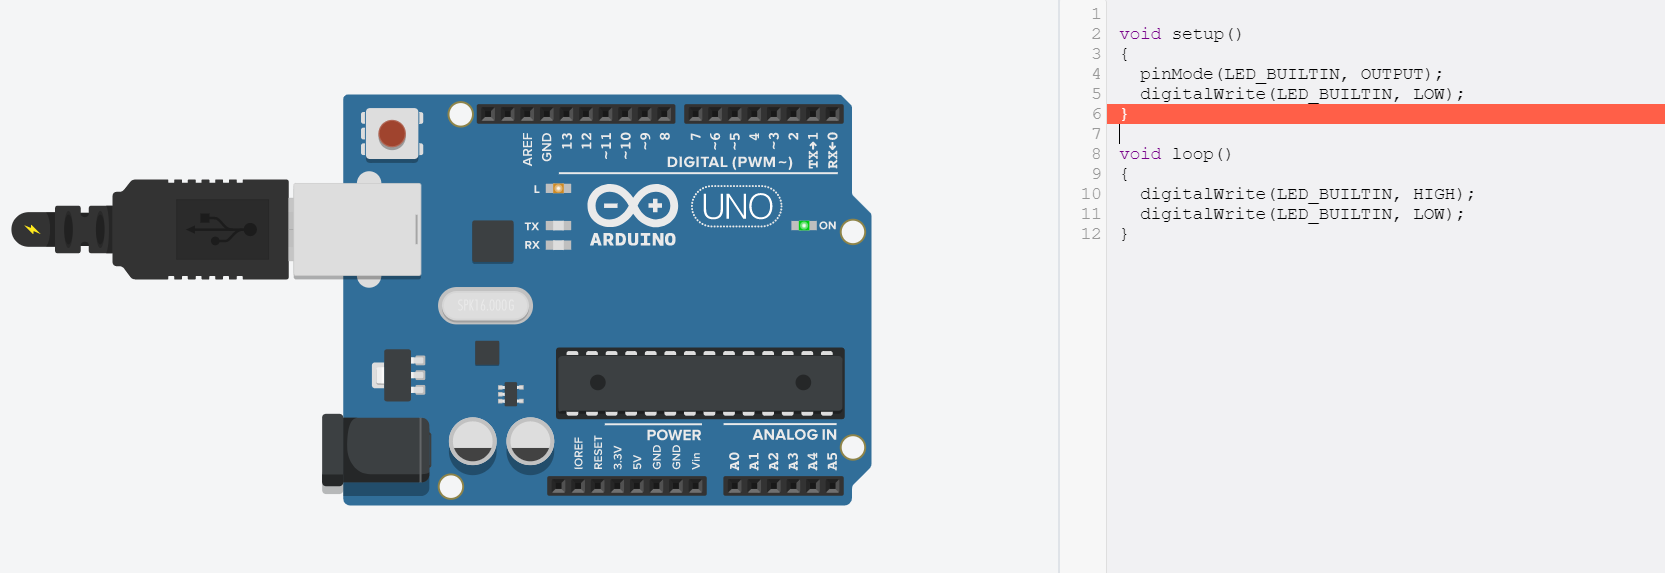 AREF
GND
13
12
~11
~10
~9
8
7
~6
~5
4
~3
2
TX→1
RX←0
DIGITAL (PWM~)
L
TX
RX
ARDUINO
UNO
ON
SPK16.000G
POWER
ANALOG IN
IOREF
RESET
3.3V
5V
GND
GND
Vin
A0
A1
A2
A3
A4
A5
1
2 void setup()
3 {
4 pinMode(LED_BUILTIN, OUTPUT);
5 digitalWrite(LED_BUILTIN, LOW);
6 }
7
8 void loop()
9 {
10 digitalWrite(LED_BUILTIN, HIGH);
11 digitalWrite(LED_BUILTIN, LOW);
12 }